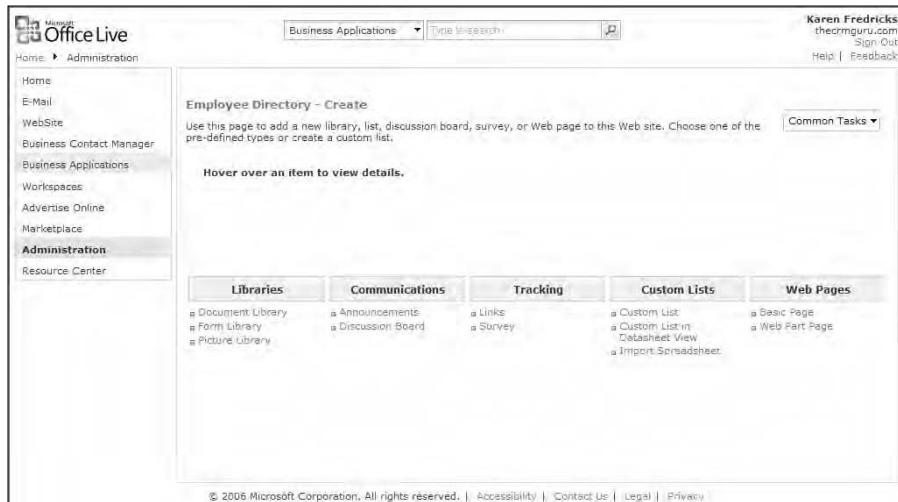 Microsoft
Office Live
Business Applications
Type to search
Karen Fredricks
thecrmguru.com
Sign Out
Help | Feedback
Home Administration
Home
E-Mail
WebSite
Business Contact Manager
Business Applications
Workspaces
Advertise Online
Marketplace
Administration
Resource Center
Employee Directory - Create
Use this page to add a new library, list, discussion board, survey, or Web page to this Web site. Choose one of the
pre-defined types or create a custom list.
Common Tasks
Hover over an item to view details.
Libraries
Document Library
Form Library
Picture Library
Communications
Announcements
Discussion Board
Tracking
Links
Survey
Custom Lists
Custom List
Custom List in
Datasheet View
Import Spreadsheet
Web Pages
Basic Page
Web Part Page
© 2006 Microsoft Corporation. All rights reserved. | Accessibility | Contact Us | Legal | Privacy